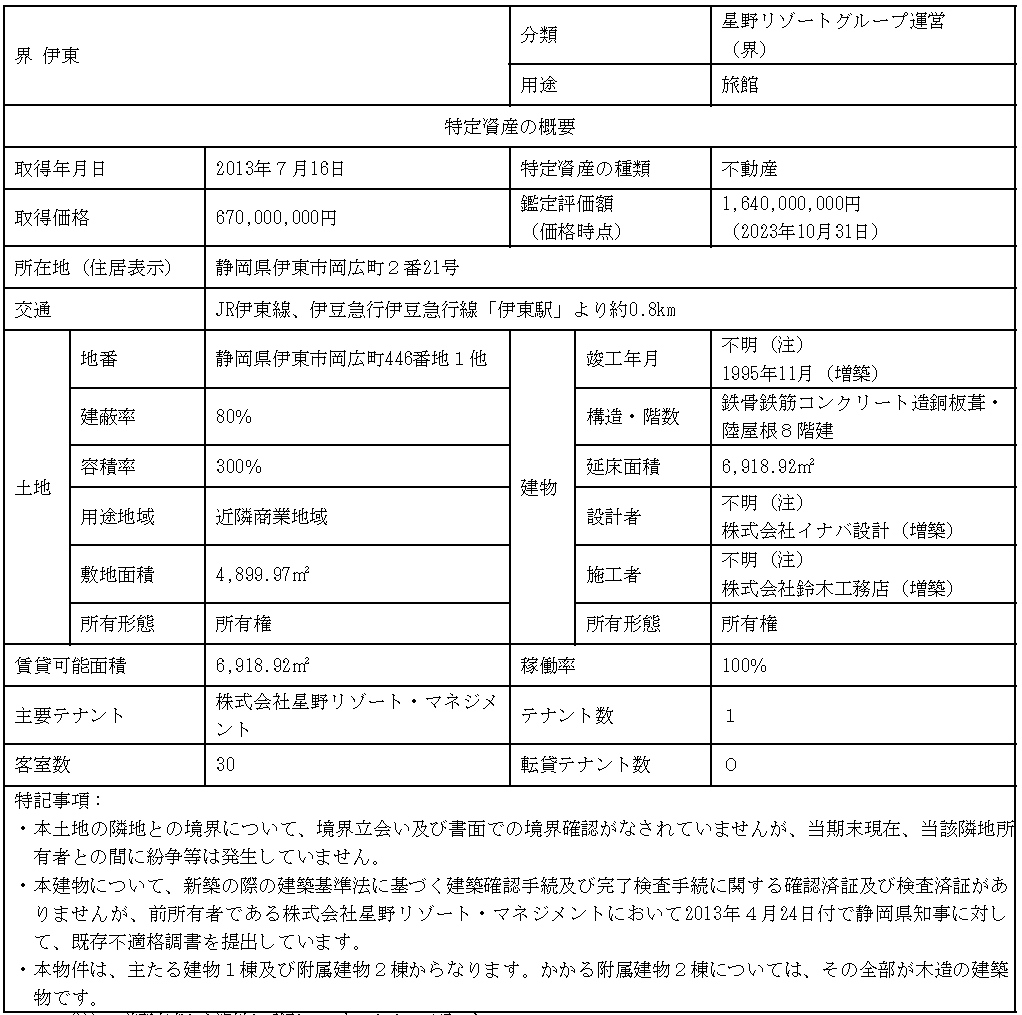 界 伊東
分類
星野リゾートグループ運営
（界）
用途
旅館
特定資産の概要
取得年月日
2013年７月16日
特定資産の種類
不動産
取得価格
670,000,000円
鑑定評価額
（価格時点）
1,640,000,000円
（2023年10月31日）
所在地（住居表示）
静岡県伊東市岡広町２番21号
交通
JR伊東線、伊豆急行伊豆急行線「伊東駅」より約0.8km
土地
地番
静岡県伊東市岡広町446番地１他
建蔽率
80%
容積率
300%
用途地域
近隣商業地域
敷地面積
4,899.97㎡
所有形態
所有権
建物
竣工年月
不明（注）
1995年11月（増築）
構造・階数
鉄骨鉄筋コンクリート造銅板葺・
陸屋根８階建
延床面積
6,918.92㎡
設計者
不明（注）
株式会社イナバ設計（増築）
施工者
不明（注）
株式会社鈴木工務店（増築）
所有形態
所有権
賃貸可能面積
6,918.92㎡
稼働率
100%
主要テナント
株式会社星野リゾート・マネジメ
ント
テナント数
１
客室数
30
転貸テナント数
０
特記事項：
・本土地の隣地との境界について、境界立会い及び書面での境界確認がなされていませんが、当期末現在、当該隣地所
有者との間に紛争等は発生していません。
・本建物について、新築の際の建築基準法に基づく建築確認手続及び完了検査手続に関する確認済証及び検査済証があ
りませんが、前所有者である株式会社星野リゾート・マネジメントにおいて2013年４月24日付で静岡県知事に対し
て、既存不適格調書を提出しています。
・本物件は、主たる建物１棟及び附属建物２棟からなります。かかる附属建物２棟については、その全部が木造の建築
物です。